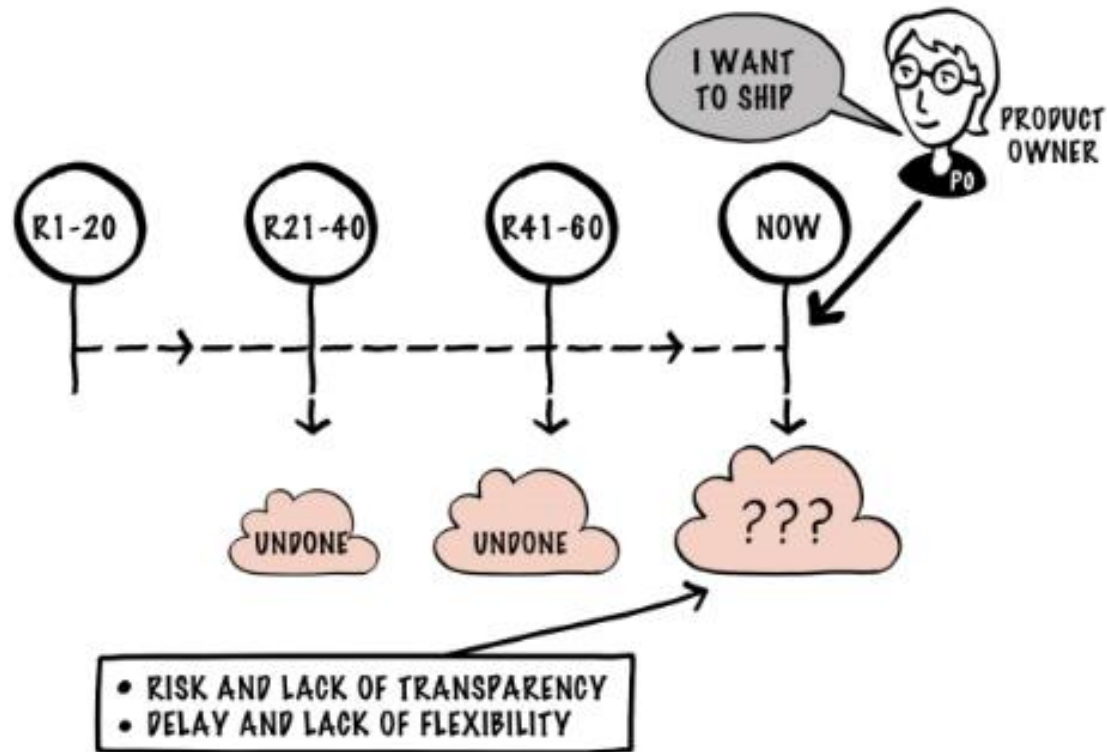 I WANT
TO SHIP
PRODUCT
OWNER
PO
R1-20
R21-40
R41-60
NOW
UNDONE
UNDONE
???
• RISK AND LACK OF TRANSPARENCY
• DELAY AND LACK OF FLEXIBILITY